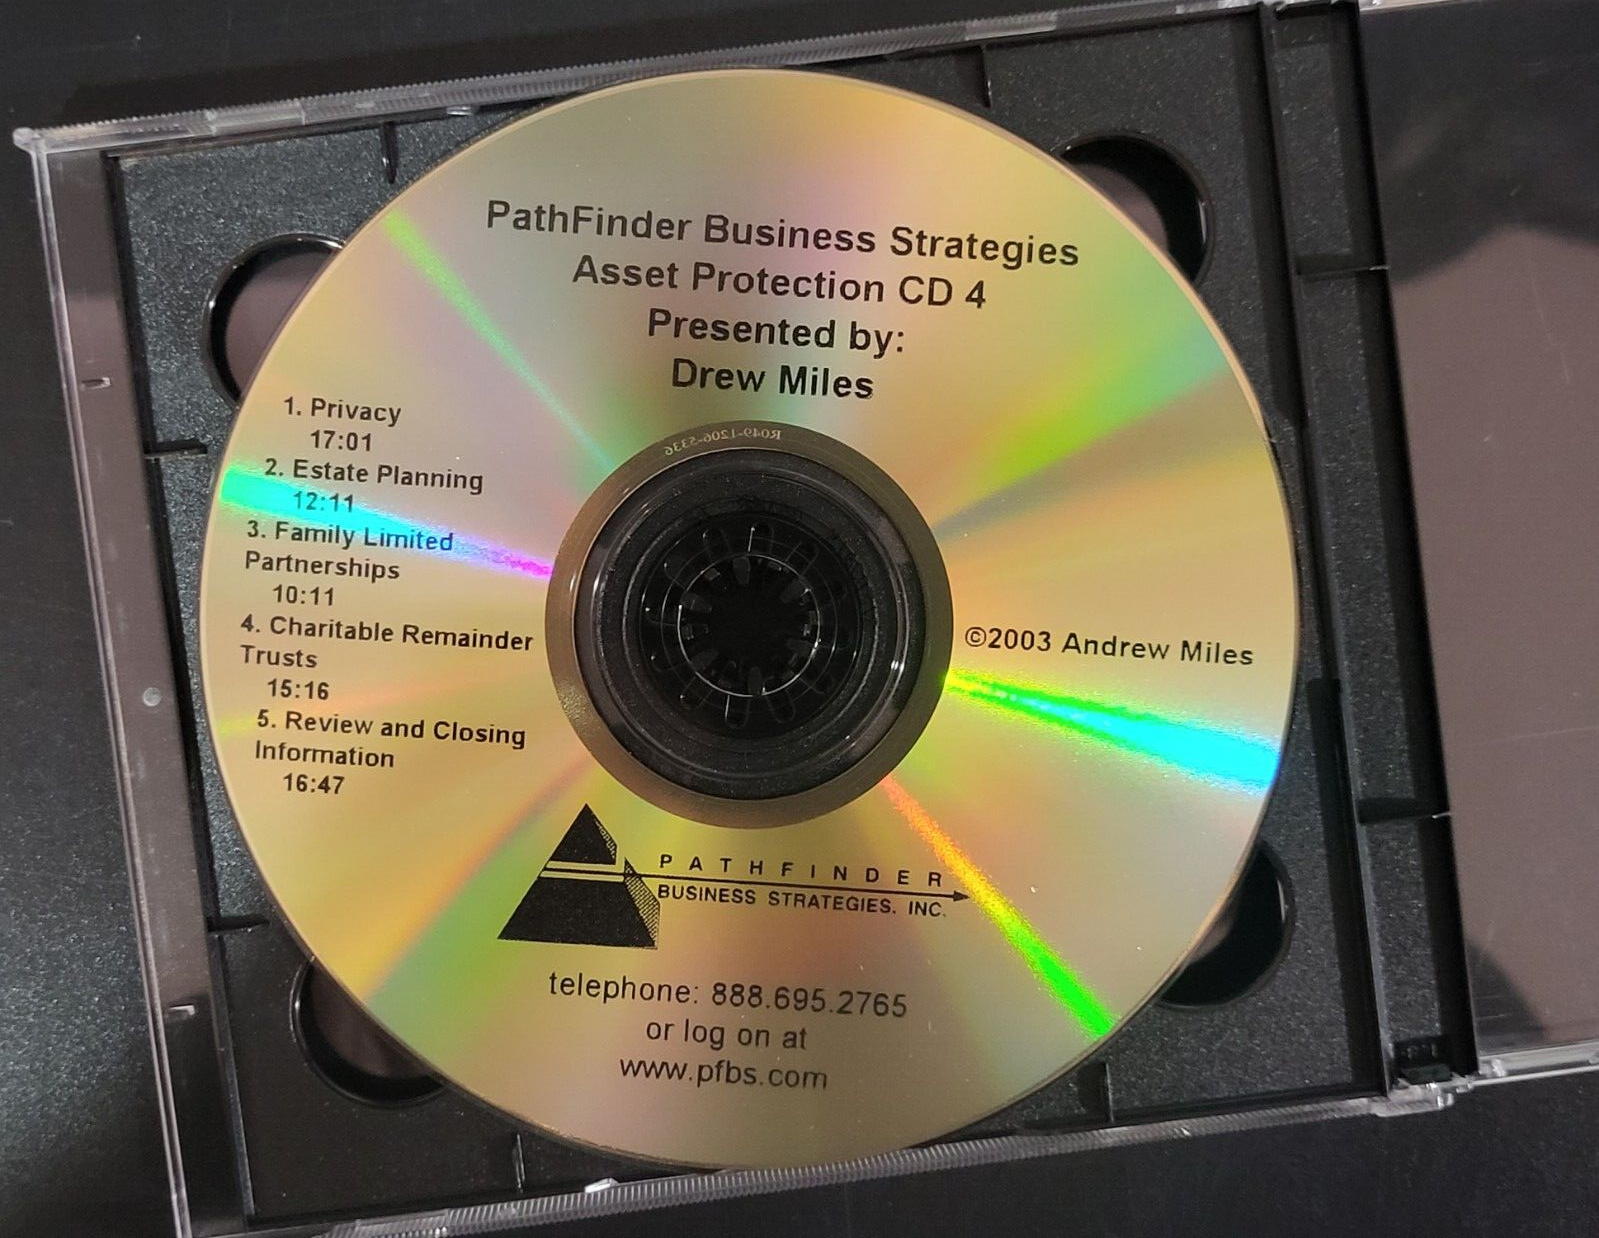 PathFinder Business Strategies
Asset Protection CD 4
Presented by:
Drew Miles
R049-1206-5336
1. Privacy
17:01
2. Estate Planning
12:11
3. Family Limited
Partnerships
10:11
4. Charitable Remainder
Trusts
15:16
5. Review and Closing
Information
16:47
©2003 Andrew Miles
PATHFINDER
BUSINESS STRATEGIES, INC.
telephone: 888.695.2765
or log on at
www.pfbs.com